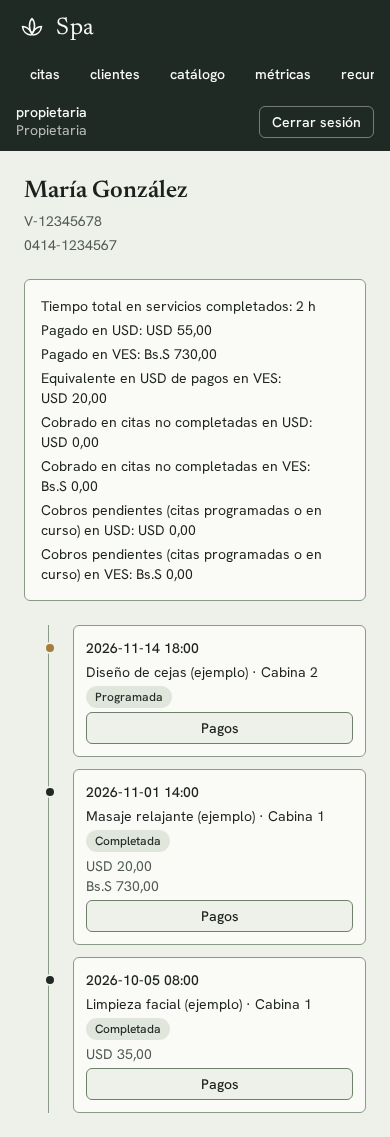 Spa
citas clientes catálogo métricas recur
propietaria
Propietaria
Cerrar sesión
María González
V-12345678
0414-1234567
Tiempo total en servicios completados: 2 h
Pagado en USD: USD 55,00
Pagado en VES: Bs.S 730,00
Equivalente en USD de pagos en VES:
USD 20,00
Cobrado en citas no completadas en USD:
USD 0,00
Cobrado en citas no completadas en VES:
Bs.S 0,00
Cobros pendientes (citas programadas o en
curso) en USD: USD 0,00
Cobros pendientes (citas programadas o en
curso) en VES: Bs.S 0,00
2026-11-14 18:00
Diseño de cejas (ejemplo) · Cabina 2
Programada
Pagos
2026-11-01 14:00
Masaje relajante (ejemplo) · Cabina 1
Completada
USD 20,00
Bs.S 730,00
Pagos
2026-10-05 08:00
Limpieza facial (ejemplo) · Cabina 1
Completada
USD 35,00
Pagos